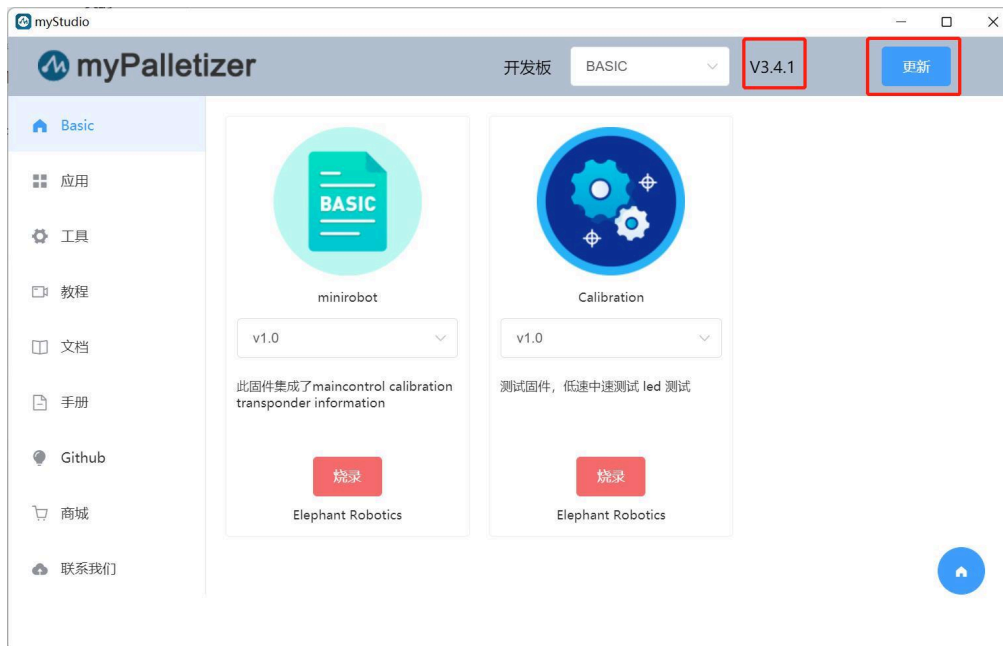 myStudio
myPalletizer
开发板
BASIC
V3.4.1
更新
Basic
应用
工具
教程
文档
手册
Github
商城
联系我们
BASIC
minirobot
v1.0
此固件集成了maincontrol calibration
transponder information
烧录
Elephant Robotics
Calibration
v1.0
测试固件，低速中速测试 led 测试
烧录
Elephant Robotics